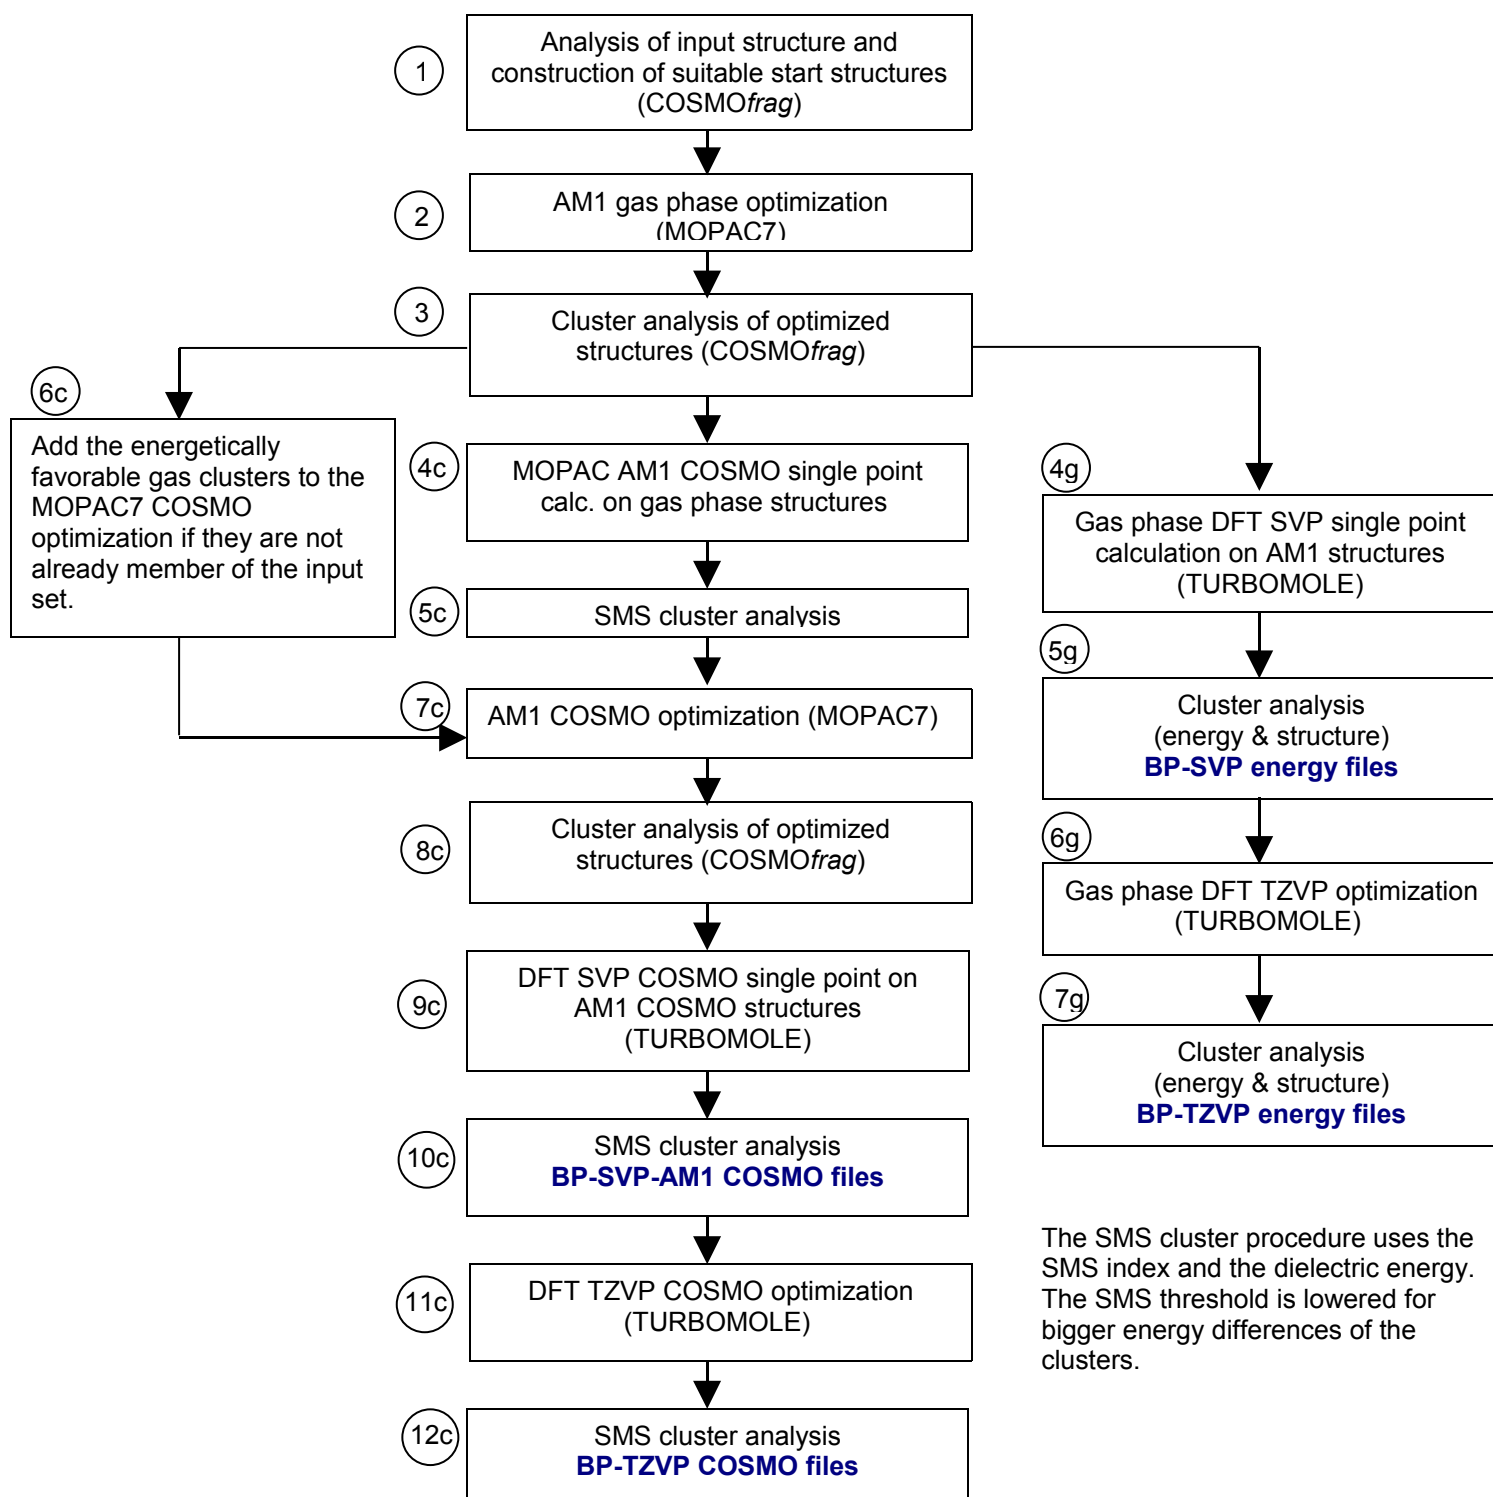 1
Analysis of input structure and
construction of suitable start structures
(COSMOfrag)
2
AM1 gas phase optimization
(MOPAC7)
3
Cluster analysis of optimized
structures (COSMOfrag)
6c
Add the energetically
favorable gas clusters to the
MOPAC7 COSMO
optimization if they are not
already member of the input
set.
4c
MOPAC AM1 COSMO single point
calc. on gas phase structures
5c
SMS cluster analysis
7c
AM1 COSMO optimization (MOPAC7)
8c
Cluster analysis of optimized
structures (COSMOfrag)
9c
DFT SVP COSMO single point on
AM1 COSMO structures
(TURBOMOLE)
10c
SMS cluster analysis
BP-SVP-AM1 COSMO files
11c
DFT TZVP COSMO optimization
(TURBOMOLE)
12c
SMS cluster analysis
BP-TZVP COSMO files
4g
Gas phase DFT SVP single point
calculation on AM1 structures
(TURBOMOLE)
5g
Cluster analysis
(energy & structure)
BP-SVP energy files
6g
Gas phase DFT TZVP optimization
(TURBOMOLE)
7g
Cluster analysis
(energy & structure)
BP-TZVP energy files
The SMS cluster procedure uses the
SMS index and the dielectric energy.
The SMS threshold is lowered for
bigger energy differences of the
clusters.